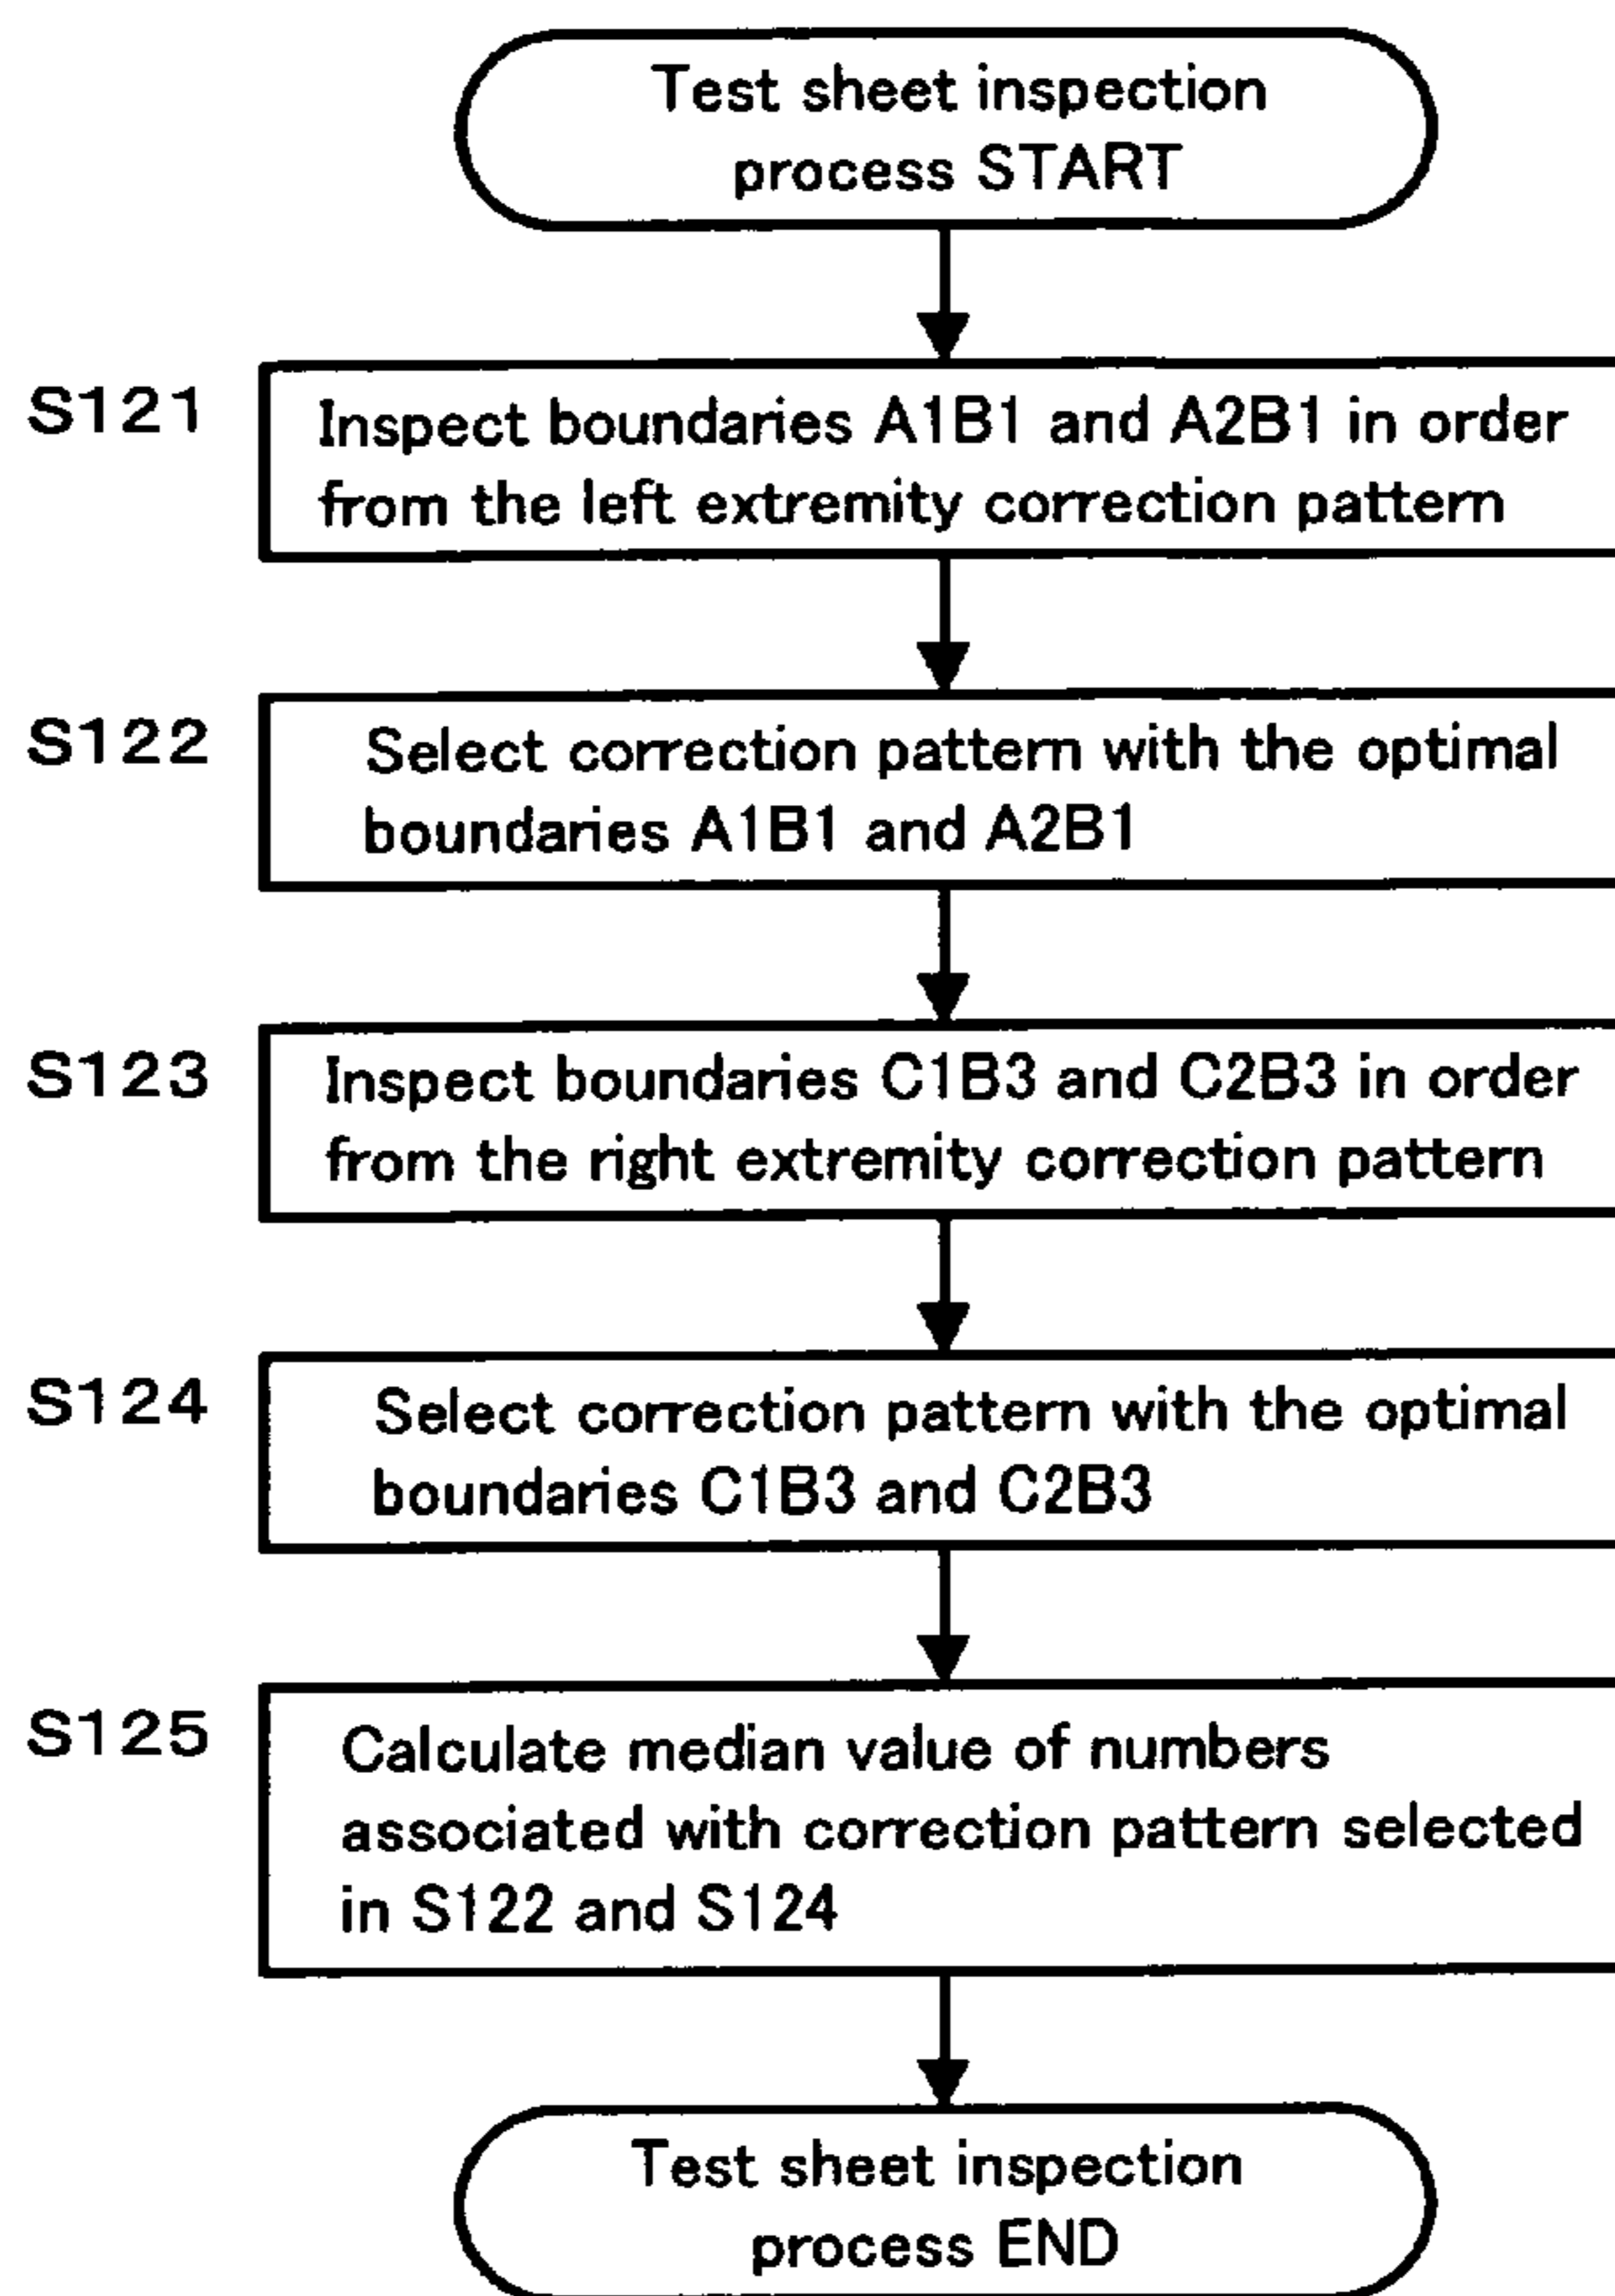 Test sheet inspection
process START
S121
Inspect boundaries A1B1 and A2B1 in order
from the left extremity correction pattern
S122
Select correction pattern with the optimal
boundaries A1B1 and A2B1
S123
Inspect boundaries C1B3 and C2B3 in order
from the right extremity correction pattern
S124
Select correction pattern with the optimal
boundaries C1B3 and C2B3
S125
Calculate median value of numbers
associated with correction pattern selected
in S122 and S124
Test sheet inspection
process END